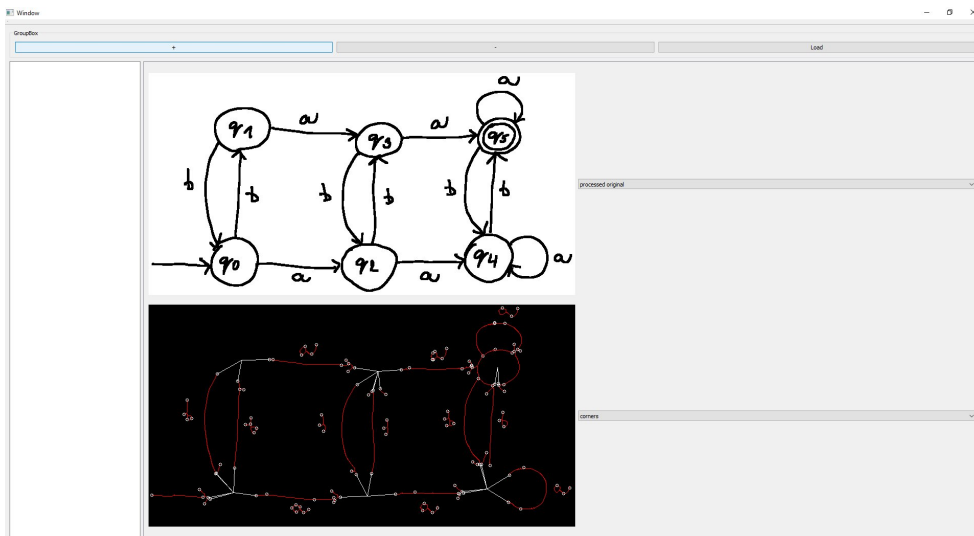 Window
GroupBox
+ - Load
a
q1 a q3 a q5
b b b b b b
processed original
q0 a q2 a q4 a
corners